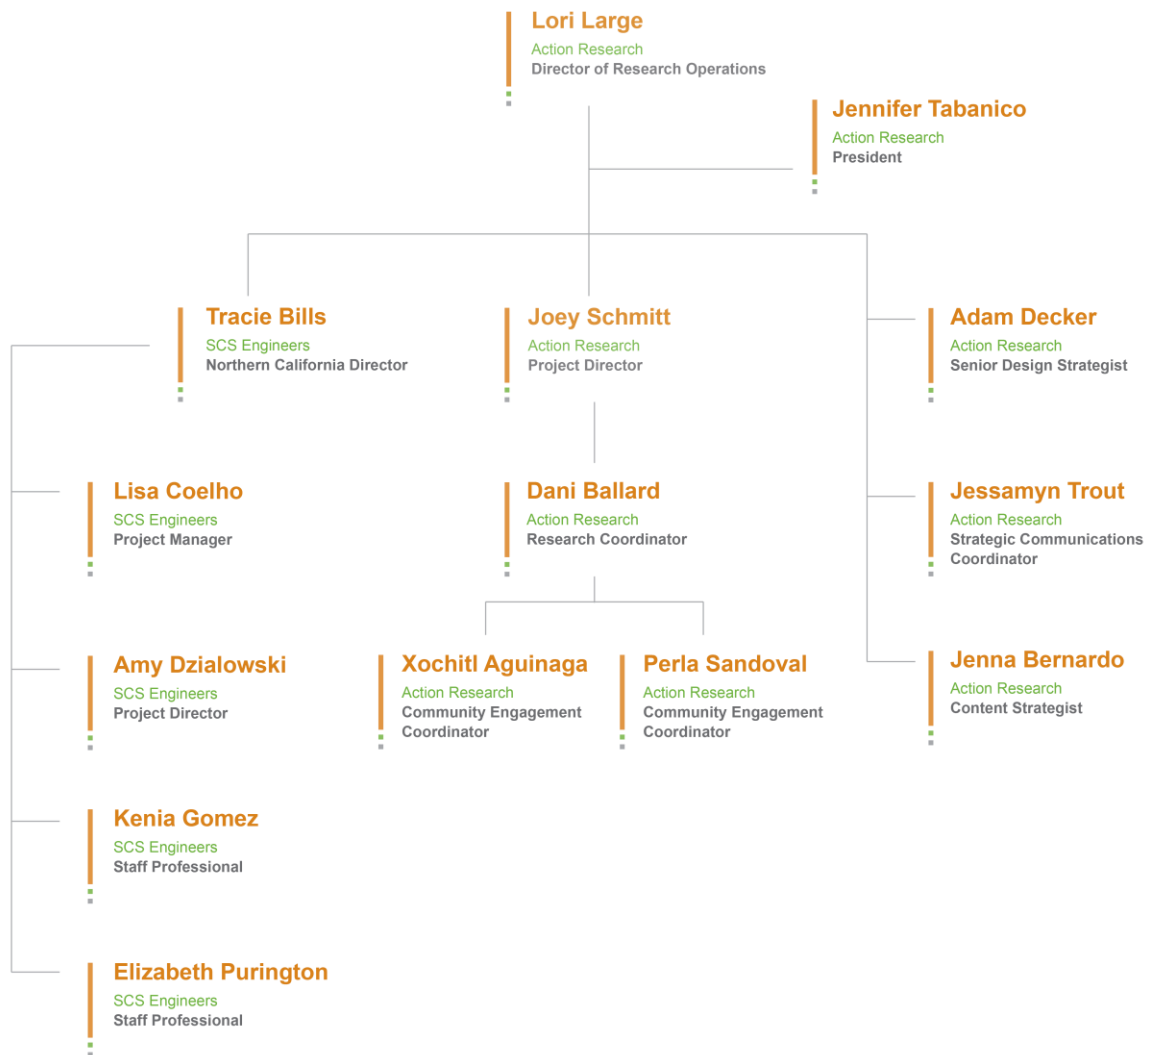 Lori Large
Action Research
Director of Research Operations
Jennifer Tabanico
Action Research
President
Tracie Bills
SCS Engineers
Northern California Director
Joey Schmitt
Action Research
Project Director
Adam Decker
Action Research
Senior Design Strategist
Lisa Coelho
SCS Engineers
Project Manager
Dani Ballard
Action Research
Research Coordinator
Jessamyn Trout
Action Research
Strategic Communications
Coordinator
Amy Dzialowski
SCS Engineers
Project Director
Xochitl Aguinaga
Action Research
Community Engagement
Coordinator
Perla Sandoval
Action Research
Community Engagement
Coordinator
Jenna Bernardo
Action Research
Content Strategist
Kenia Gomez
SCS Engineers
Staff Professional
Elizabeth Purington
SCS Engineers
Staff Professional